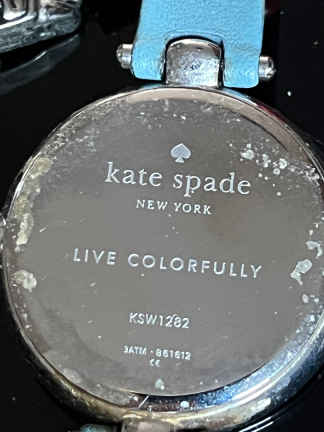 kate spade
NEW YORK
LIVE COLORFULLY
KSW1282
3ATM · 861612
CE